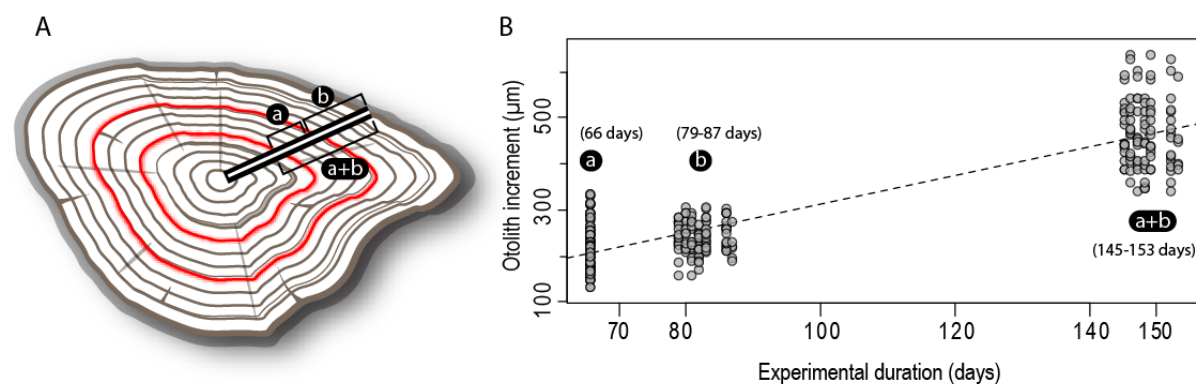 A
a
b
a+b
B
Otolith increment (µm)
500
300
100
(66 days)
a
(79-87 days)
b
a+b
(145-153 days)
70
80
100
120
140
150
Experimental duration (days)